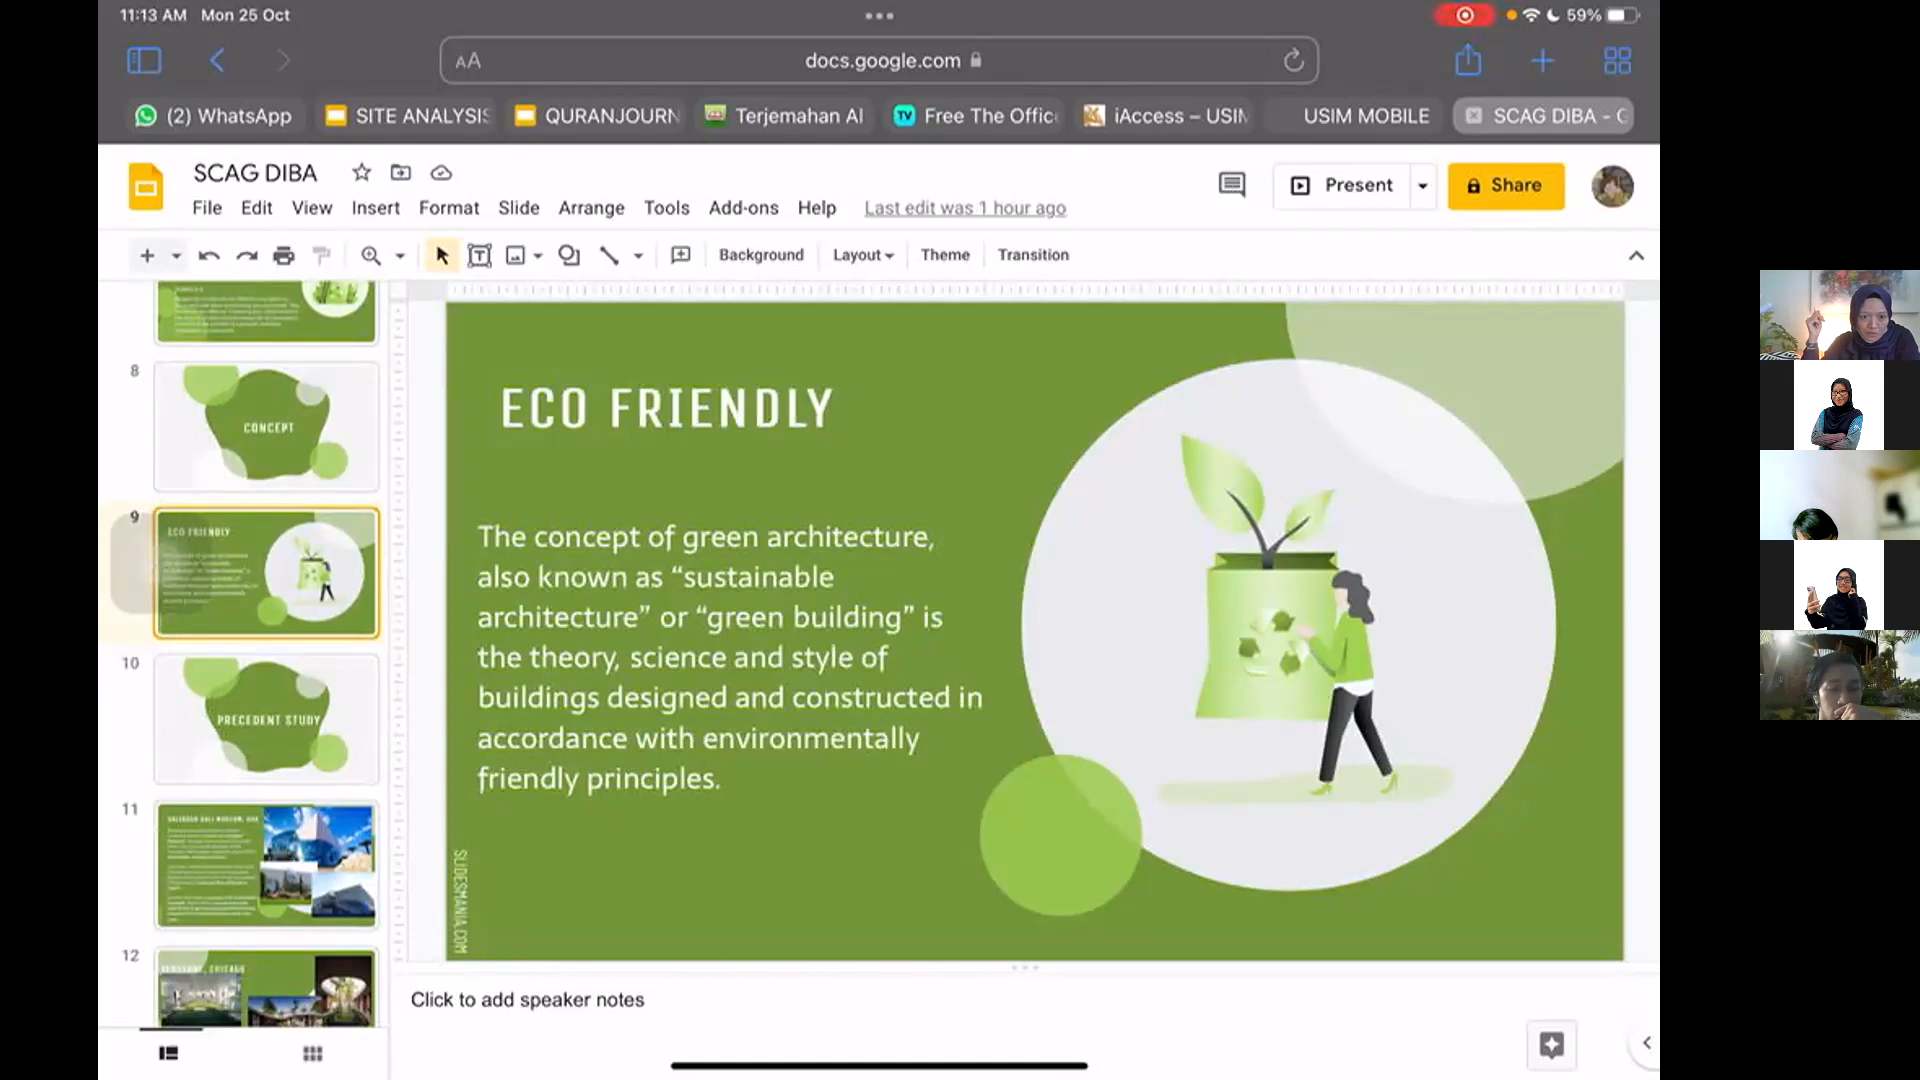 11:13 AM Mon 25 Oct
59%
AA docs.google.com
(2) WhatsApp
SITE ANALYSIS
QURANJOURN
Terjemahan Al
Free The Offic
iAccess – USIM
USIM MOBILE
SCAG DIBA - G
SCAG DIBA
Present
Share
File Edit View Insert Format Slide Arrange Tools Add-ons Help Last edit was 1 hour ago
Background Layout Theme Transition
8
CONCEPT
9
ECO FRIENDLY
10
PRECEDENT STUDY
11
12
ECO FRIENDLY
The concept of green architecture,
also known as “sustainable
architecture” or “green building” is
the theory, science and style of
buildings designed and constructed in
accordance with environmentally
friendly principles.
SLIDESMANIA.COM
Click to add speaker notes